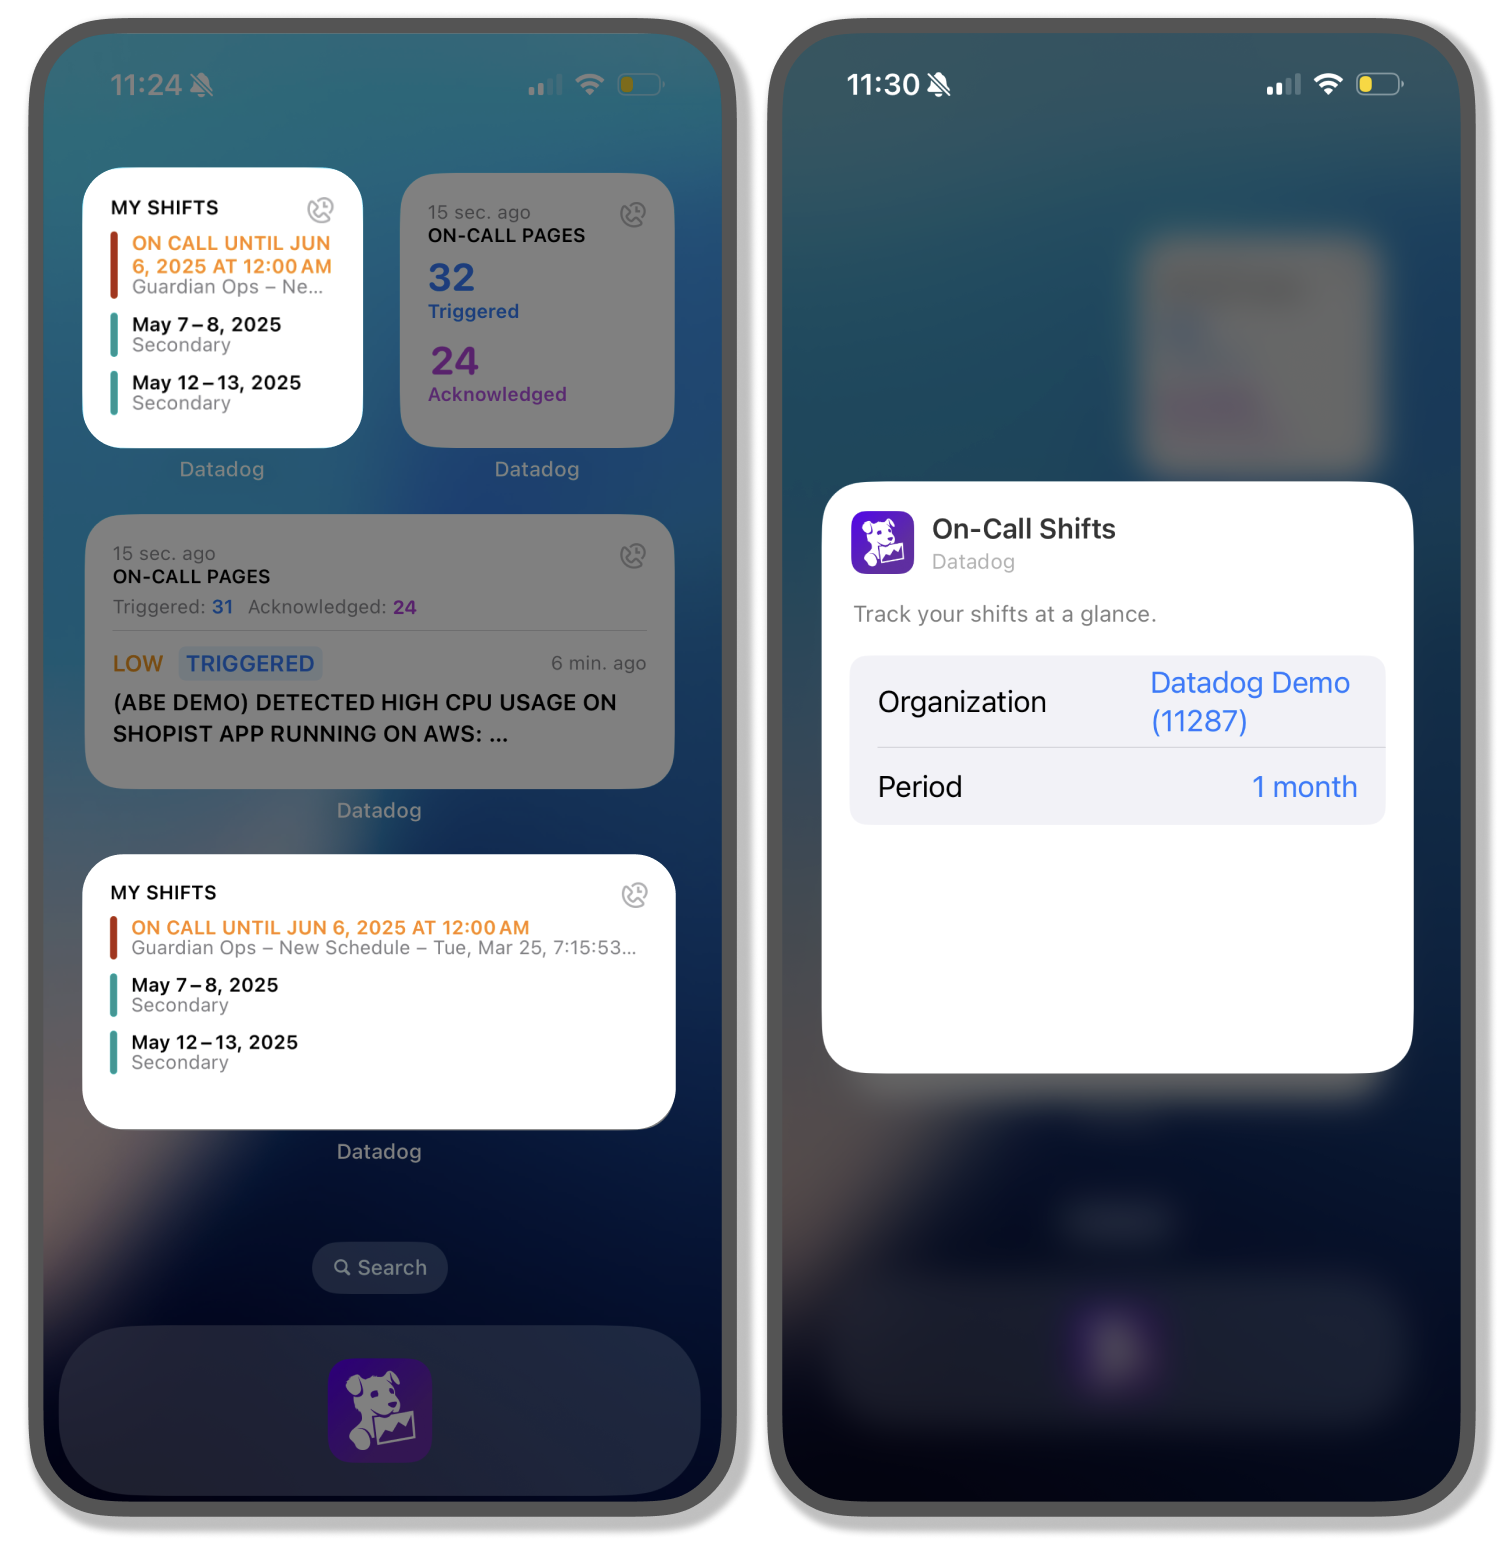 11:24
MY SHIFTS
ON CALL UNTIL JUN
6, 2025 AT 12:00 AM
Guardian Ops – Ne...
May 7 – 8, 2025
Secondary
May 12 – 13, 2025
Secondary
Datadog
15 sec. ago
ON-CALL PAGES
32
Triggered
24
Acknowledged
Datadog
15 sec. ago
ON-CALL PAGES
Triggered: 31 Acknowledged: 24
LOW TRIGGERED 6 min. ago
(ABE DEMO) DETECTED HIGH CPU USAGE ON
SHOPIST APP RUNNING ON AWS: ...
Datadog
MY SHIFTS
ON CALL UNTIL JUN 6, 2025 AT 12:00 AM
Guardian Ops – New Schedule – Tue, Mar 25, 7:15:53...
May 7 – 8, 2025
Secondary
May 12 – 13, 2025
Secondary
Datadog
Search
11:30
On-Call Shifts
Datadog
Track your shifts at a glance.
Organization Datadog Demo
(11287)
Period 1 month